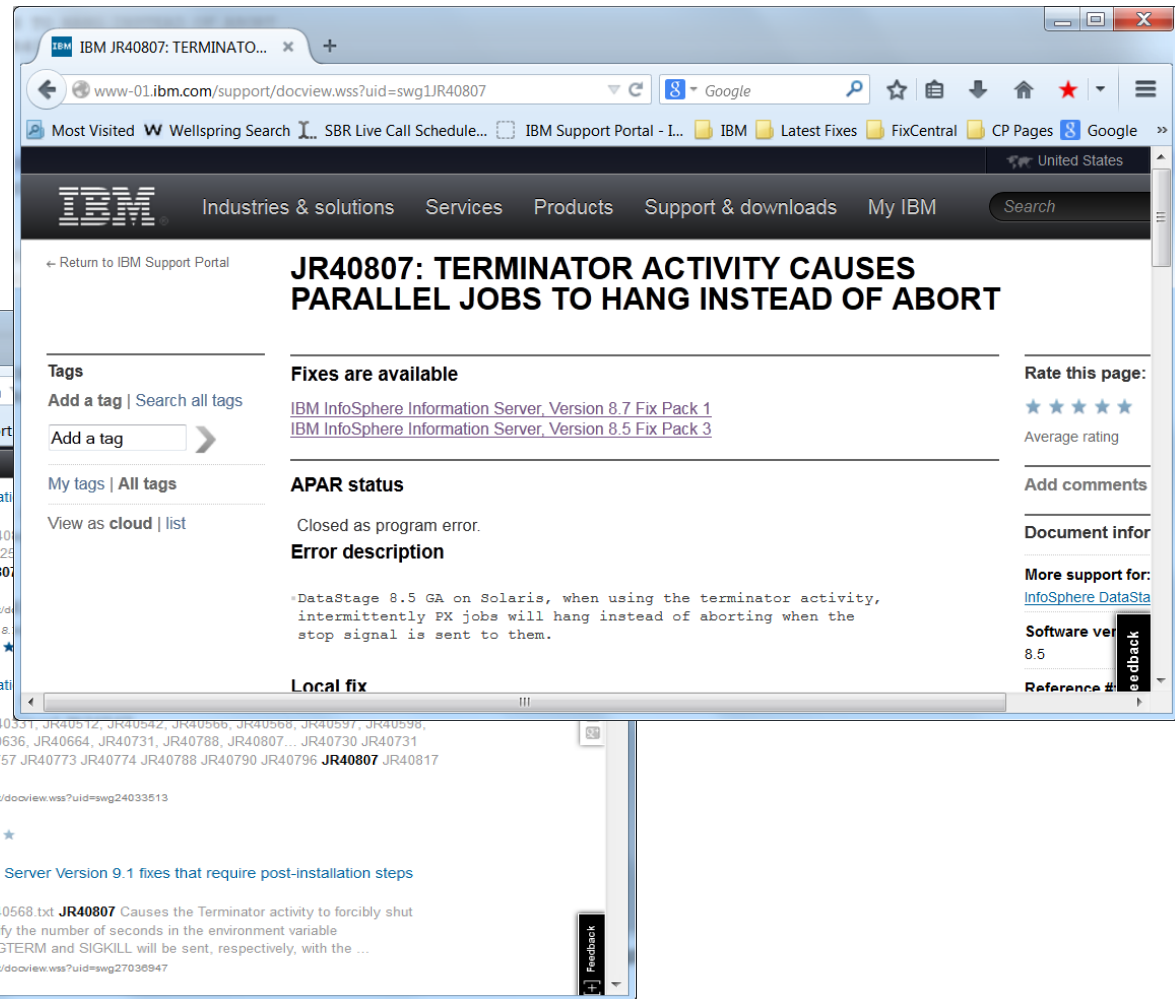 IBM JR40807: TERMINATO...
www-01.ibm.com/support/docview.wss?uid=swg1JR40807
Google
Most Visited Wellspring Search SBR Live Call Schedule... IBM Support Portal - I... IBM Latest Fixes FixCentral CP Pages Google »
United States
IBM Industries & solutions Services Products Support & downloads My IBM Search
← Return to IBM Support Portal
JR40807: TERMINATOR ACTIVITY CAUSES
PARALLEL JOBS TO HANG INSTEAD OF ABORT
Tags
Add a tag | Search all tags
Add a tag
My tags | All tags
View as cloud | list
Fixes are available
IBM InfoSphere Information Server, Version 8.7 Fix Pack 1
IBM InfoSphere Information Server, Version 8.5 Fix Pack 3
APAR status
Closed as program error.
Error description
DataStage 8.5 GA on Solaris, when using the terminator activity,
intermittently PX jobs will hang instead of aborting when the
stop signal is sent to them.
Local fix
Rate this page:
Average rating
Add comments
Document infor
More support for:
InfoSphere DataSta
Software ver
8.5
Reference #
eedback
40331, JR40512, JR40542, JR40566, JR40568, JR40597, JR40598,
0636, JR40664, JR40731, JR40788, JR40807... JR40730 JR40731
57 JR40773 JR40774 JR40788 JR40790 JR40796 JR40807 JR40817
/docview.wss?uid=swg24033513
Server Version 9.1 fixes that require post-installation steps
40568.txt JR40807 Causes the Terminator activity to forcibly shut
fy the number of seconds in the environment variable
GTERM and SIGKILL will be sent, respectively, with the ...
/docview.wss?uid=swg27036947
[+] Feedback